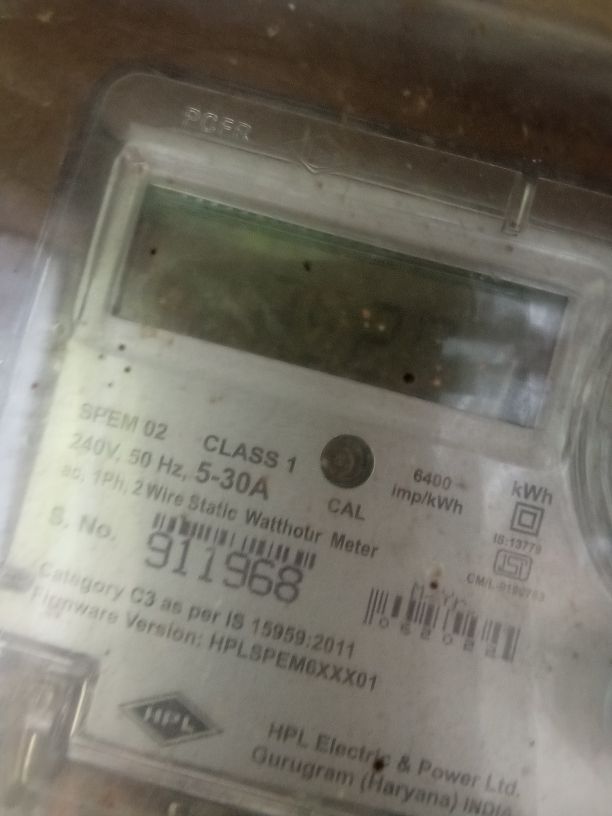 SPEM 02 CLASS 1
240V, 50 Hz, 5-30A
ac, 1Ph, 2 Wire Static Watthour Meter
CAL
6400
imp/kWh
kWh
IS:13779
ISI
S. No.
911968
Category C3 as per IS 15959:2011
Firmware Version: HPLSPEM6XXX01
HPL
HPL Electric & Power Ltd.
Gurugram (Haryana) INDIA